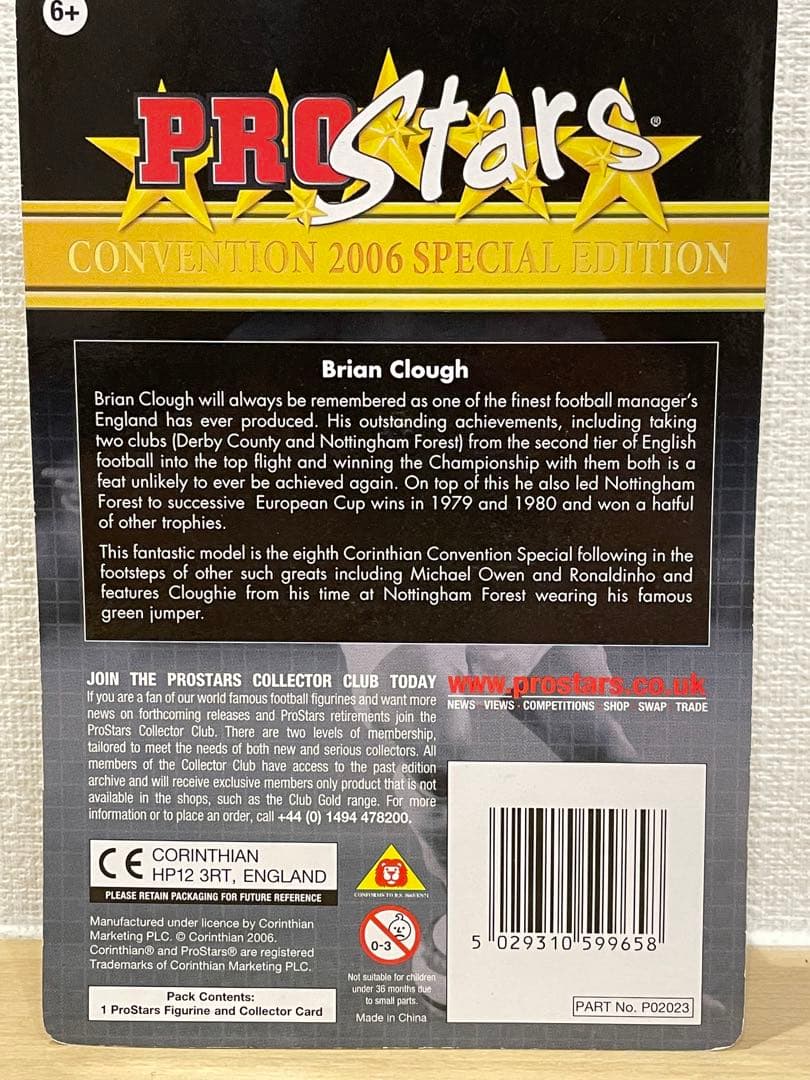 6+
PROStars®
CONVENTION 2006 SPECIAL EDITION
Brian Clough
Brian Clough will always be remembered as one of the finest football manager's
England has ever produced. His outstanding achievements, including taking
two clubs (Derby County and Nottingham Forest) from the second tier of English
football into the top flight and winning the Championship with them both is a
feat unlikely to ever be achieved again. On top of this he also led Nottingham
Forest to successive European Cup wins in 1979 and 1980 and won a hatful
of other trophies.
This fantastic model is the eighth Corinthian Convention Special following in the
footsteps of other such greats including Michael Owen and Ronaldinho and
features Cloughie from his time at Nottingham Forest wearing his famous
green jumper.
JOIN THE PROSTARS COLLECTOR CLUB TODAY
If you are a fan of our world famous football figurines and want more
news on forthcoming releases and ProStars retirements join the
ProStars Collector Club. There are two levels of membership,
tailored to meet the needs of both new and serious collectors. All
members of the Collector Club have access to the past edition
archive and will receive exclusive members only product that is not
available in the shops, such as the Club Gold range. For more
information or to place an order, call +44 (0) 1494 478200.
www.prostars.co.uk
NEWS VIEWS COMPETITIONS SHOP SWAP TRADE
CE CORINTHIAN
HP12 3RT, ENGLAND
PLEASE RETAIN PACKAGING FOR FUTURE REFERENCE
Manufactured under licence by Corinthian
Marketing PLC. © Corinthian 2006.
Corinthian® and ProStars® are registered
Trademarks of Corinthian Marketing PLC.
Pack Contents:
1 ProStars Figurine and Collector Card
CONFORMS TO B.S.
0-3
Not suitable for children
under 36 months due
to small parts.
Made in China
5 029310 599658
PART No. P02023